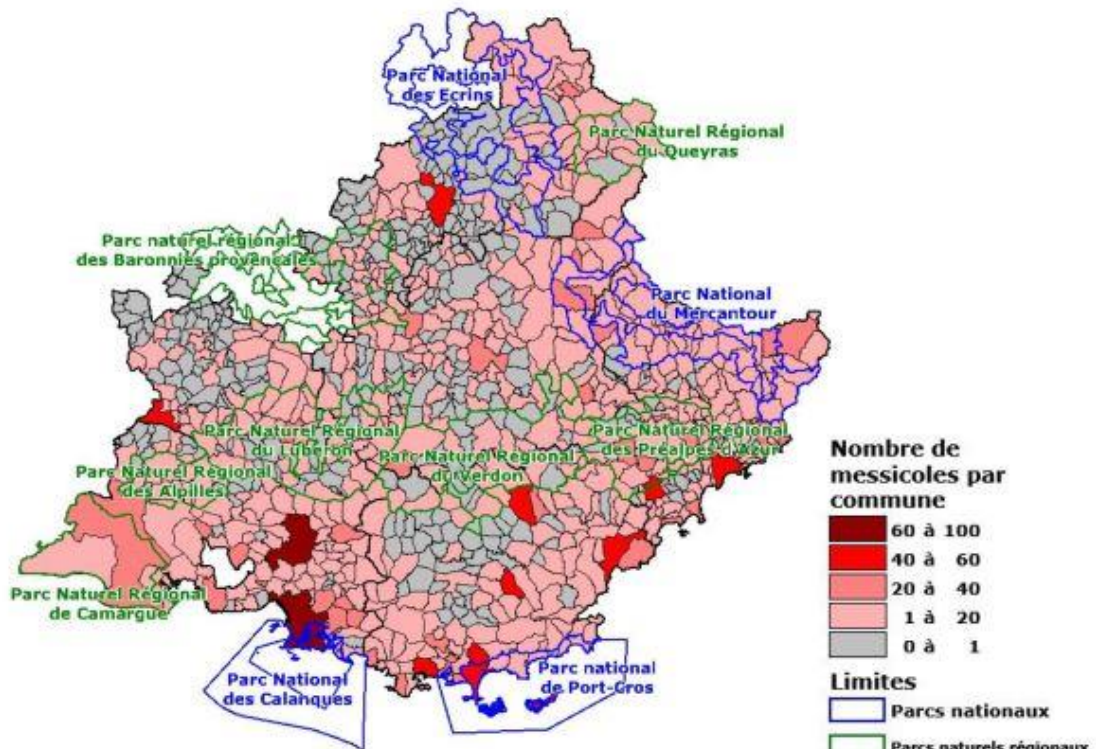 Parc National
des Ecrins
Parc Naturel Régional
du Queyras
Parc naturel régional
des Baronnies provençales
Parc National
du Mercantour
Parc Naturel Régional
du Luberon
Parc Naturel Régional
du Verdon
Parc Naturel Régional
des Préalpes d'Azur
Parc Naturel Régional
des Alpilles
Parc Naturel Régional
de Camargue
Parc National
des Calanques
Parc national
de Port-Cros
Nombre de
messicoles par
commune
60 à 100
40 à 60
20 à 40
1 à 20
0 à 1
Limites
Parcs nationaux
Parcs naturels régionaux